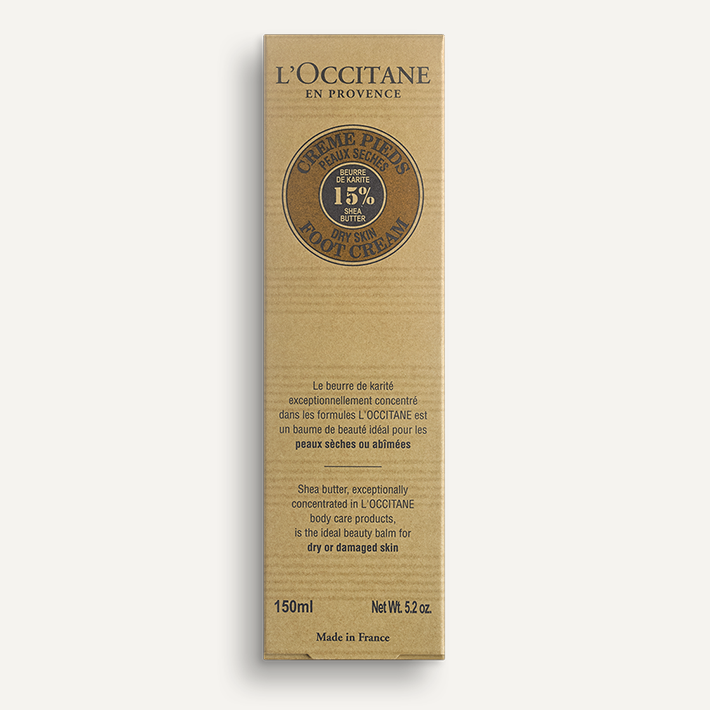 L'OCCITANE
EN PROVENCE
CREME PIEDS
PEAUX SECHES
BEURRE
DE KARITE
15%
SHEA
BUTTER
DRY SKIN
FOOT CREAM
Le beurre de karité
exceptionnellement concentré
dans les formules L'OCCITANE est
un baume de beauté idéal pour les
peaux sèches ou abîmées
Shea butter, exceptionally
concentrated in L'OCCITANE
body care products,
is the ideal beauty balm for
dry or damaged skin
150ml Net Wt. 5.2 oz.
Made in France